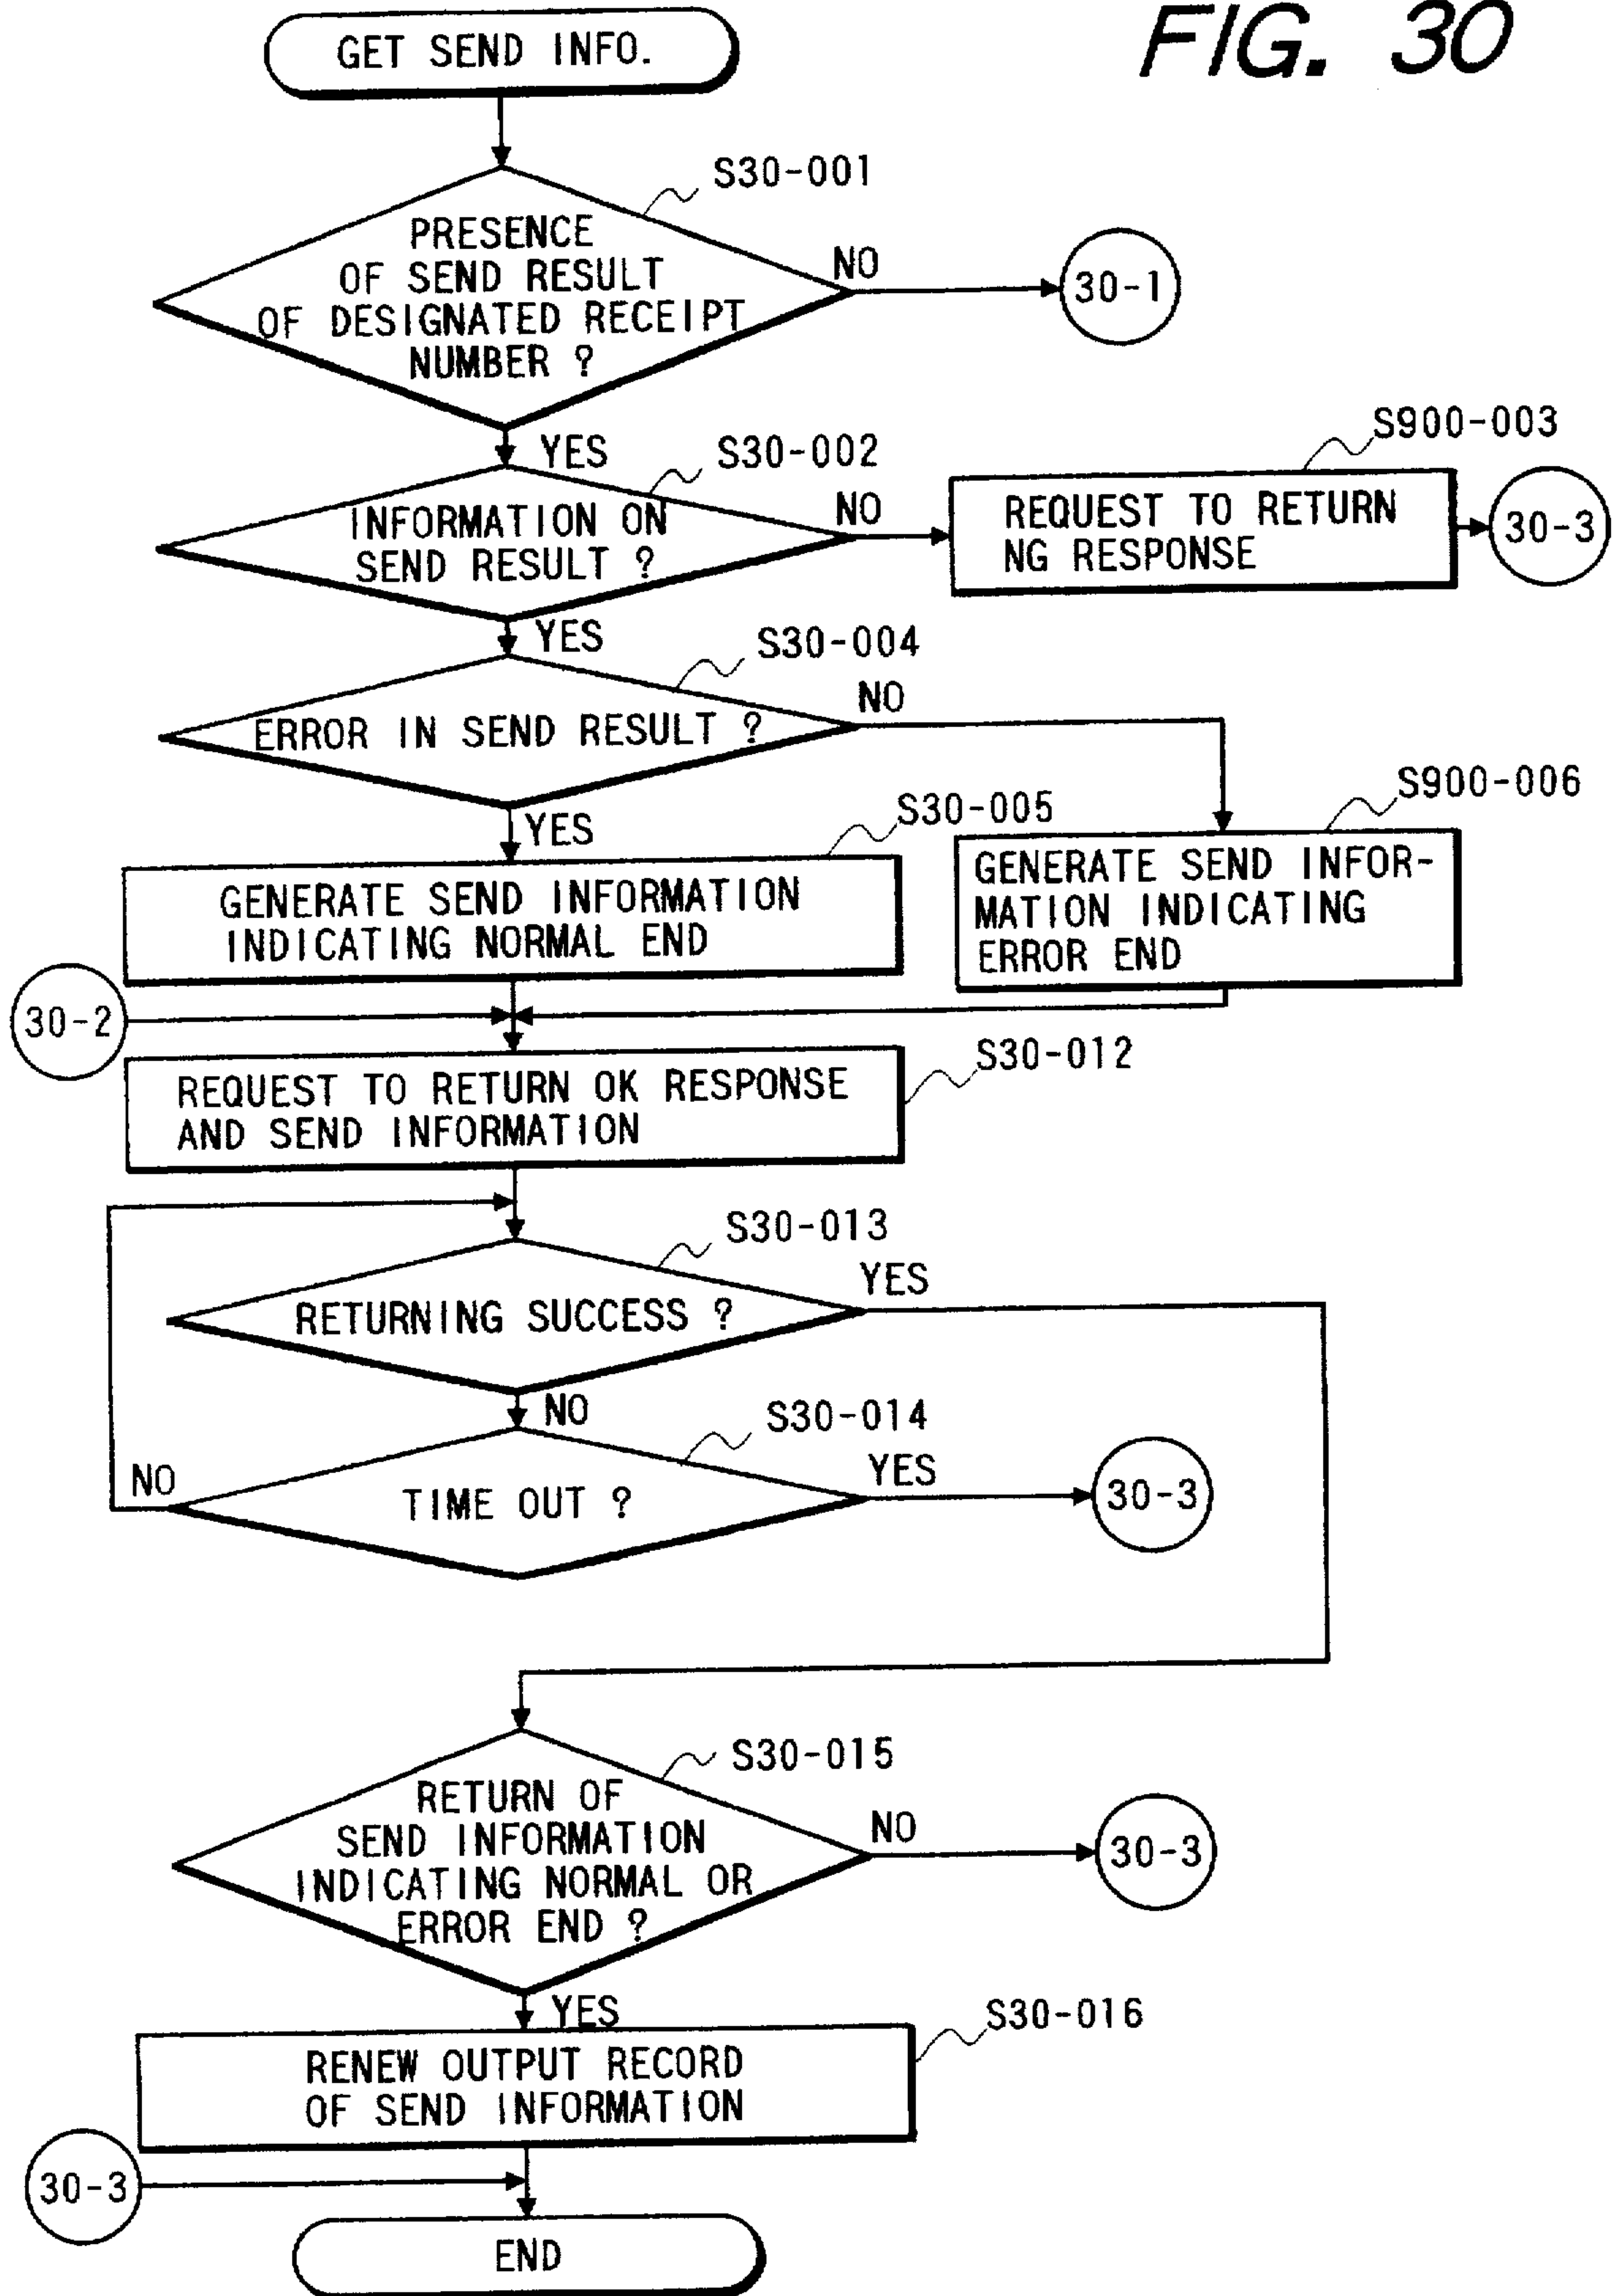 FIG. 30
GET SEND INFO.
S30-001
PRESENCE
OF SEND RESULT
OF DESIGNATED RECEIPT
NUMBER ?
NO
30-1
YES
S30-002
INFORMATION ON
SEND RESULT ?
NO
S900-003
REQUEST TO RETURN
NG RESPONSE
30-3
YES
S30-004
ERROR IN SEND RESULT ?
NO
YES
S30-005
GENERATE SEND INFORMATION
INDICATING NORMAL END
S900-006
GENERATE SEND INFOR-
MATION INDICATING
ERROR END
30-2
S30-012
REQUEST TO RETURN OK RESPONSE
AND SEND INFORMATION
S30-013
RETURNING SUCCESS ?
YES
NO
S30-014
TIME OUT ?
NO
YES
30-3
S30-015
RETURN OF
SEND INFORMATION
INDICATING NORMAL OR
ERROR END ?
NO
30-3
YES
S30-016
RENEW OUTPUT RECORD
OF SEND INFORMATION
30-3
END